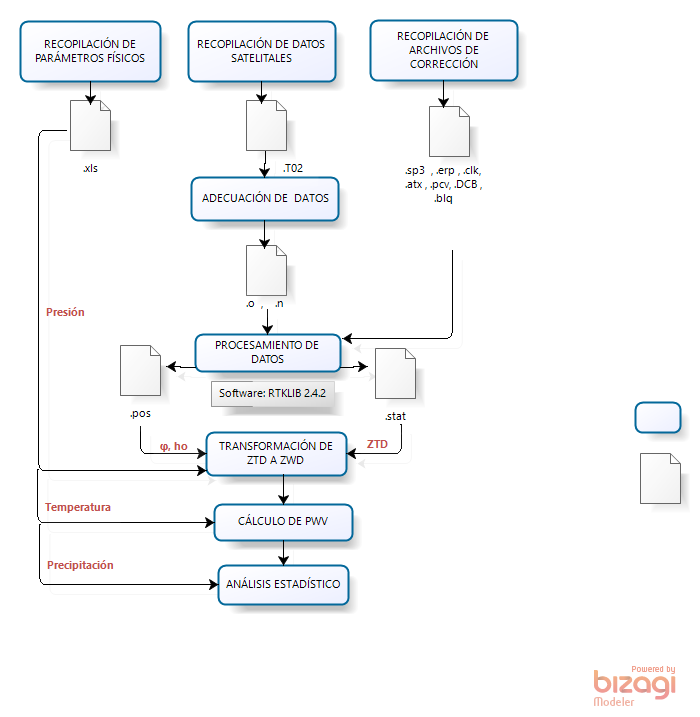 RECOPILACIÓN DE
PARÁMETROS FÍSICOS
RECOPILACIÓN DE DATOS
SATELITALES
RECOPILACIÓN DE
ARCHIVOS DE
CORRECCIÓN
.xls
.T02
.sp3 , .erp , .clk,
.atx , .pcv, .DCB ,
.blq
ADECUACIÓN DE DATOS
.o , .n
Presión
PROCESAMIENTO DE
DATOS
Software: RTKLIB 2.4.2
.pos
.stat
φ, ho
ZTD
TRANSFORMACIÓN DE
ZTD A ZWD
Temperatura
CÁLCULO DE PWV
Precipitación
ANÁLISIS ESTADÍSTICO
Powered by
bizagi
Modeler